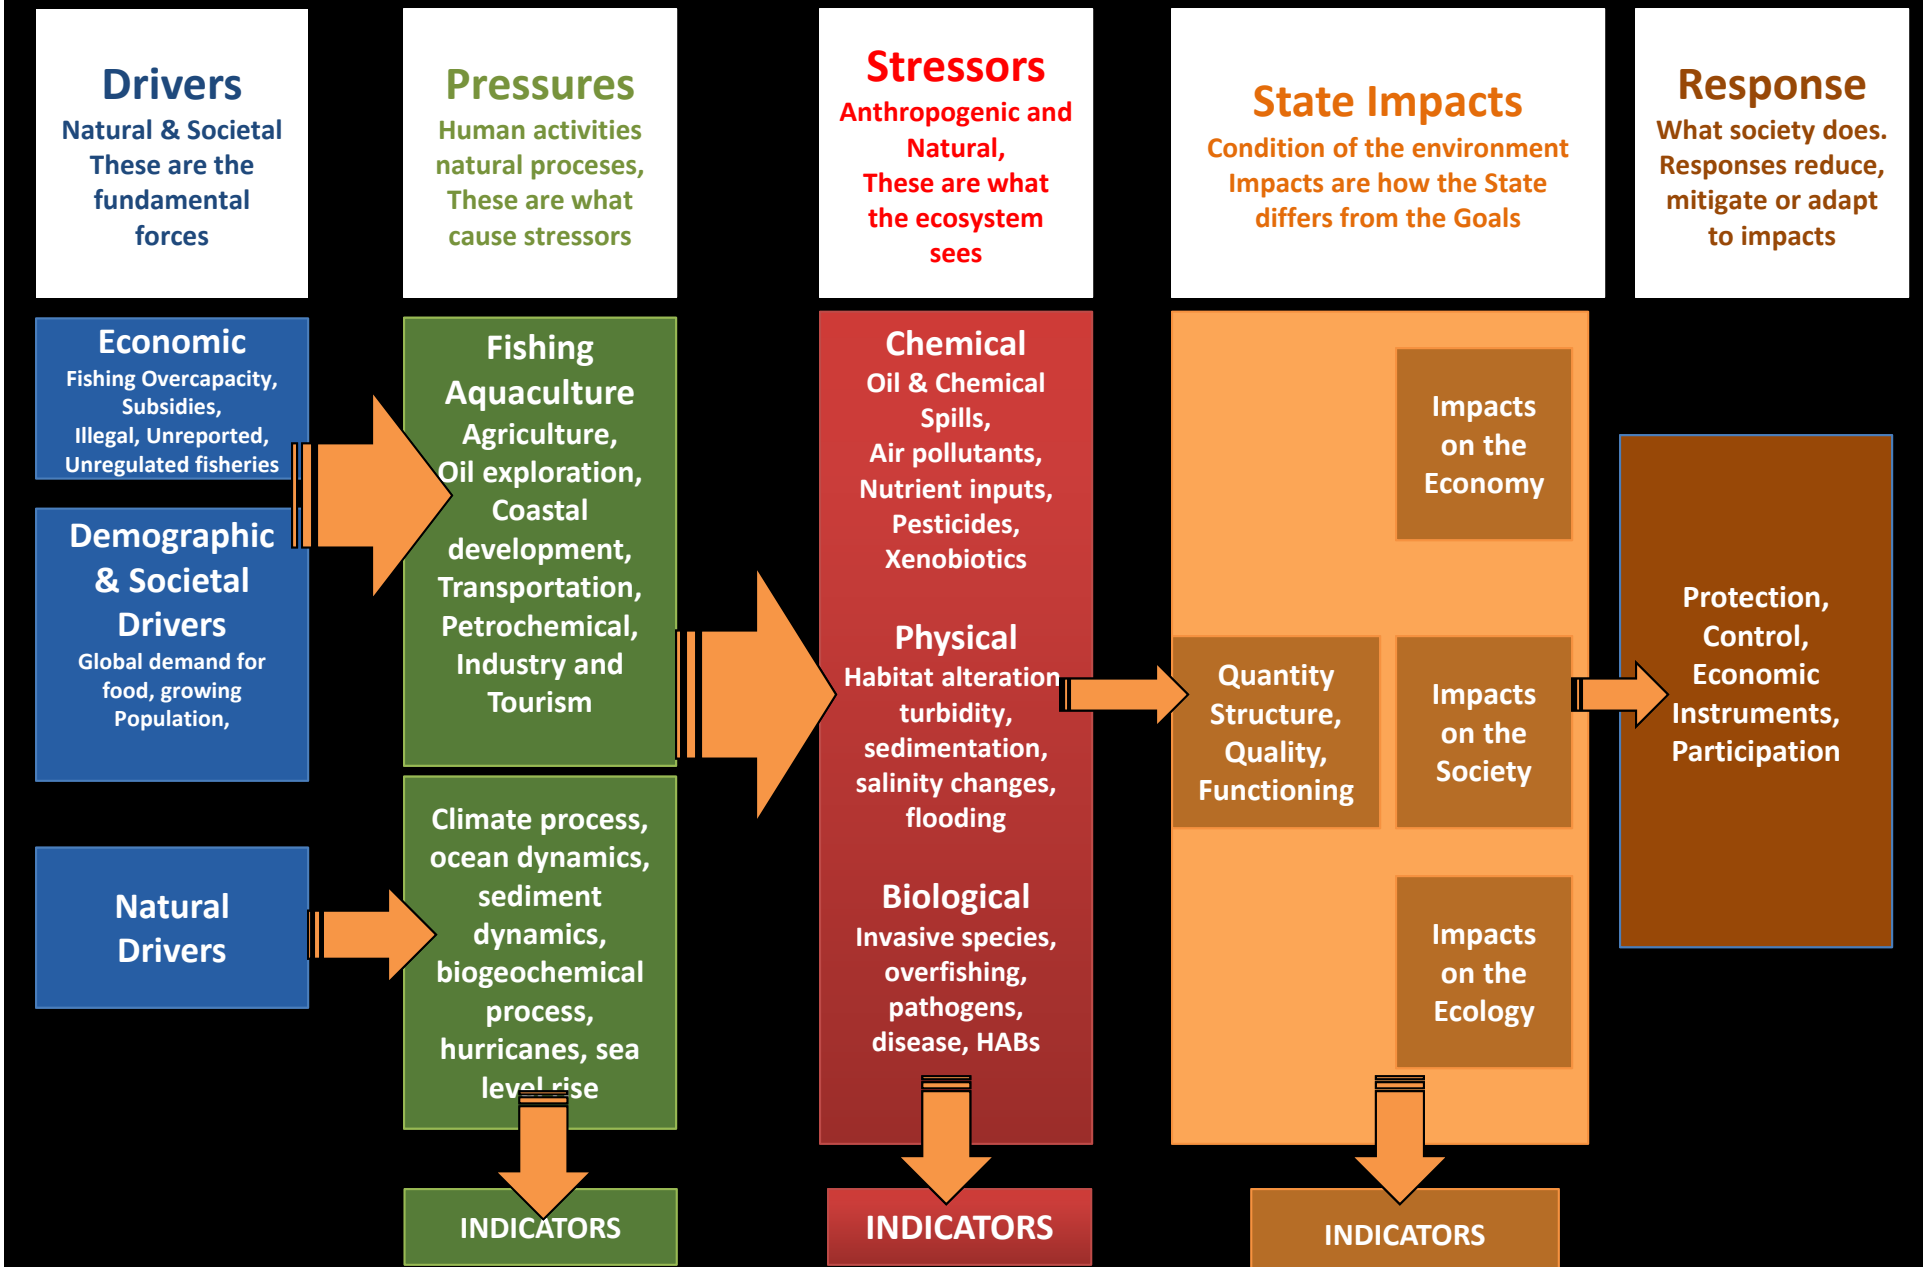 Drivers
Natural & Societal
These are the
fundamental
forces
Pressures
Human activities
natural proceses,
These are what
cause stressors
Stressors
Anthropogenic and
Natural,
These are what
the ecosystem
sees
State Impacts
Condition of the environment
Impacts are how the State
differs from the Goals
Response
What society does.
Responses reduce,
mitigate or adapt
to impacts
Economic
Fishing Overcapacity,
Subsidies,
Illegal, Unreported,
Unregulated fisheries
Demographic
& Societal
Drivers
Global demand for
food, growing
Population,
Natural
Drivers
Fishing
Aquaculture
Agriculture,
Oil exploration,
Coastal
development,
Transportation,
Petrochemical,
Industry and
Tourism
Climate process,
ocean dynamics,
sediment
dynamics,
biogeochemical
process,
hurricanes, sea
level rise
INDICATORS
Chemical
Oil & Chemical
Spills,
Air pollutants,
Nutrient inputs,
Pesticides,
Xenobiotics
Physical
Habitat alteration
turbidity,
sedimentation,
salinity changes,
flooding
Biological
Invasive species,
overfishing,
pathogens,
disease, HABs
INDICATORS
Quantity
Structure,
Quality,
Functioning
Impacts
on the
Economy
Impacts
on the
Society
Impacts
on the
Ecology
INDICATORS
Protection,
Control,
Economic
Instruments,
Participation